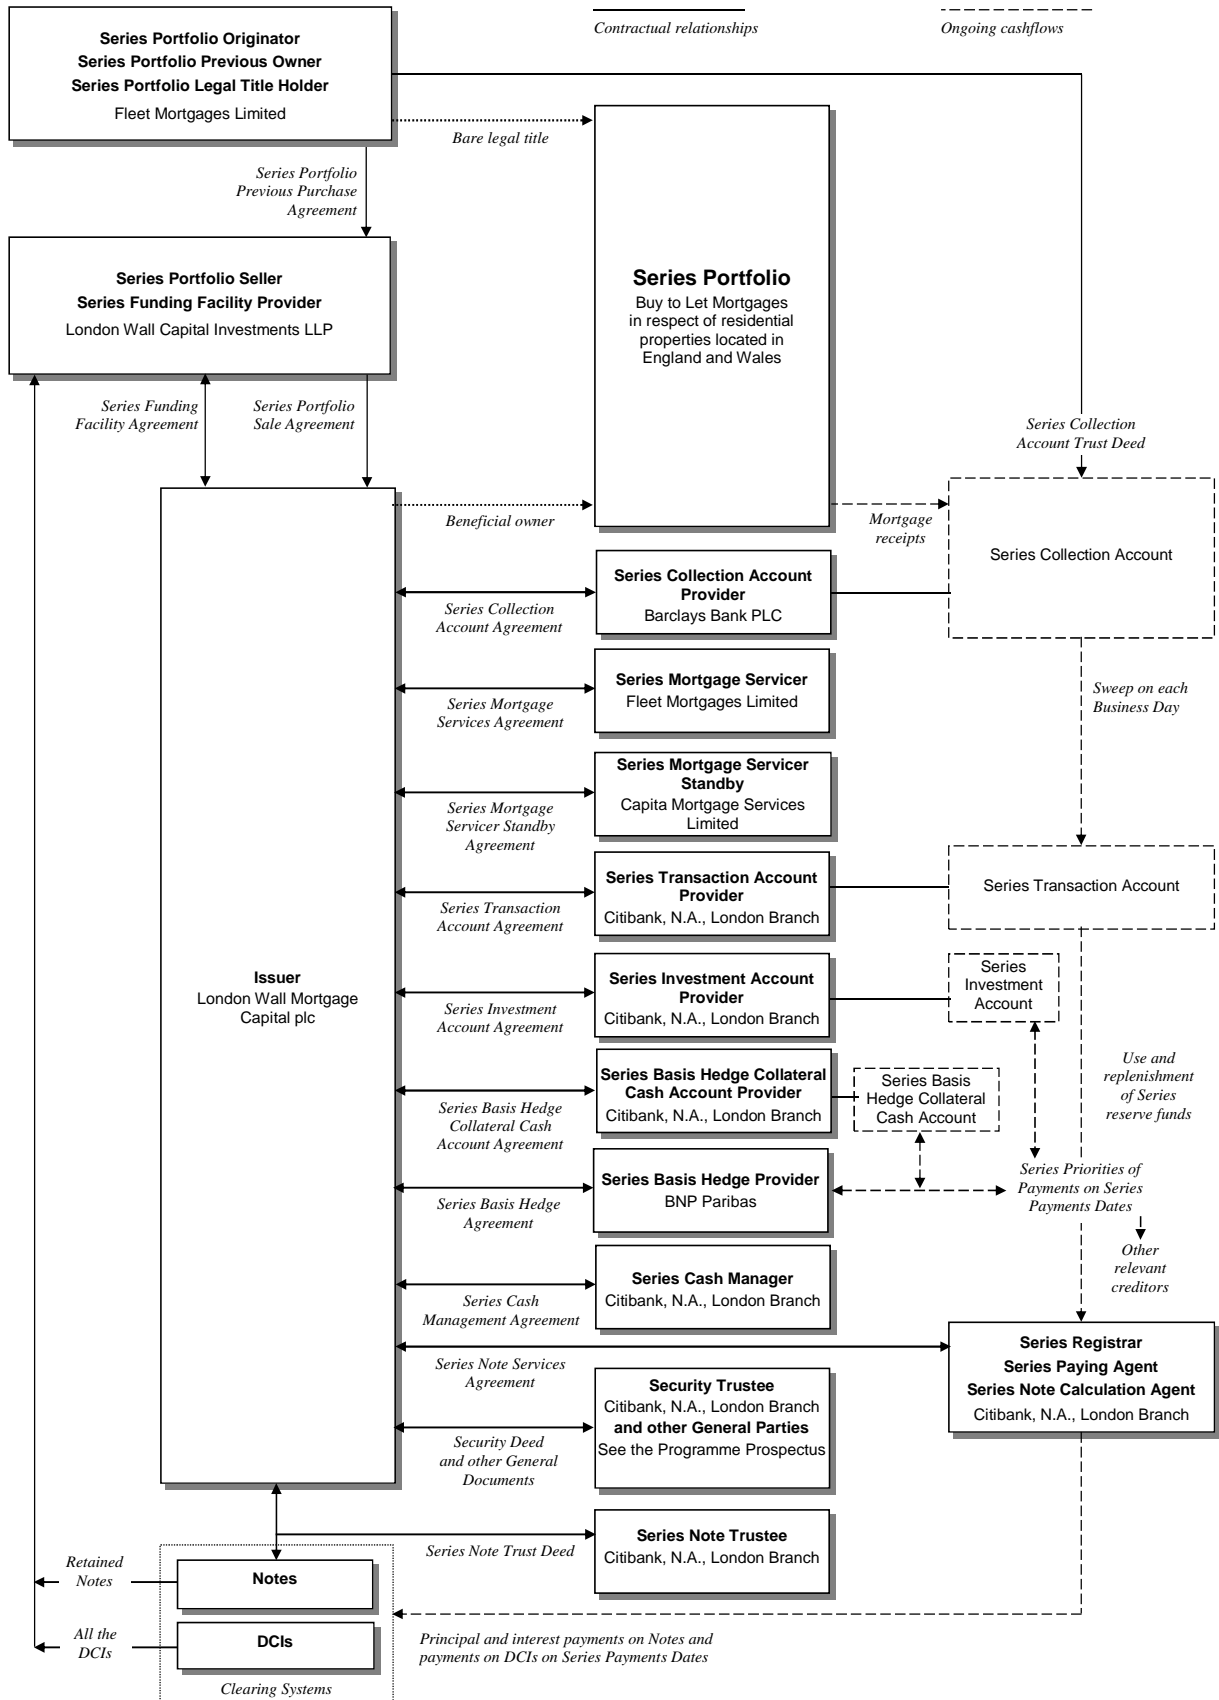 Contractual relationships
Ongoing cashflows
Series Portfolio Originator
Series Portfolio Previous Owner
Series Portfolio Legal Title Holder
Fleet Mortgages Limited
Bare legal title
Series Portfolio
Previous Purchase
Agreement
Series Portfolio Seller
Series Funding Facility Provider
London Wall Capital Investments LLP
Series Portfolio
Buy to Let Mortgages
in respect of residential
properties located in
England and Wales
Series Funding
Facility Agreement
Series Portfolio
Sale Agreement
Series Collection
Account Trust Deed
Issuer
London Wall Mortgage
Capital plc
Beneficial owner
Mortgage
receipts
Series Collection Account
Series Collection Account
Provider
Barclays Bank PLC
Series Collection
Account Agreement
Series Mortgage Servicer
Fleet Mortgages Limited
Series Mortgage
Services Agreement
Sweep on each
Business Day
Series Mortgage Servicer
Standby
Capita Mortgage Services
Limited
Series Mortgage
Servicer Standby
Agreement
Series Transaction Account
Provider
Citibank, N.A., London Branch
Series Transaction
Account Agreement
Series Transaction Account
Series Investment Account
Provider
Citibank, N.A., London Branch
Series Investment
Account Agreement
Series
Investment
Account
Series Basis Hedge Collateral
Cash Account Provider
Citibank, N.A., London Branch
Series Basis Hedge
Collateral Cash
Account Agreement
Series Basis
Hedge Collateral
Cash Account
Use and
replenishment
of Series
reserve funds
Series Basis Hedge Provider
BNP Paribas
Series Basis Hedge
Agreement
Series Priorities of
Payments on Series
Payments Dates
Other
relevant
creditors
Series Cash Manager
Citibank, N.A., London Branch
Series Cash
Management Agreement
Series Note Services
Agreement
Series Registrar
Series Paying Agent
Series Note Calculation Agent
Citibank, N.A., London Branch
Security Trustee
Citibank, N.A., London Branch
and other General Parties
See the Programme Prospectus
Security Deed
and other General
Documents
Series Note Trustee
Citibank, N.A., London Branch
Series Note Trust Deed
Retained
Notes
Notes
All the
DCIs
DCIs
Clearing Systems
Principal and interest payments on Notes and
payments on DCIs on Series Payments Dates